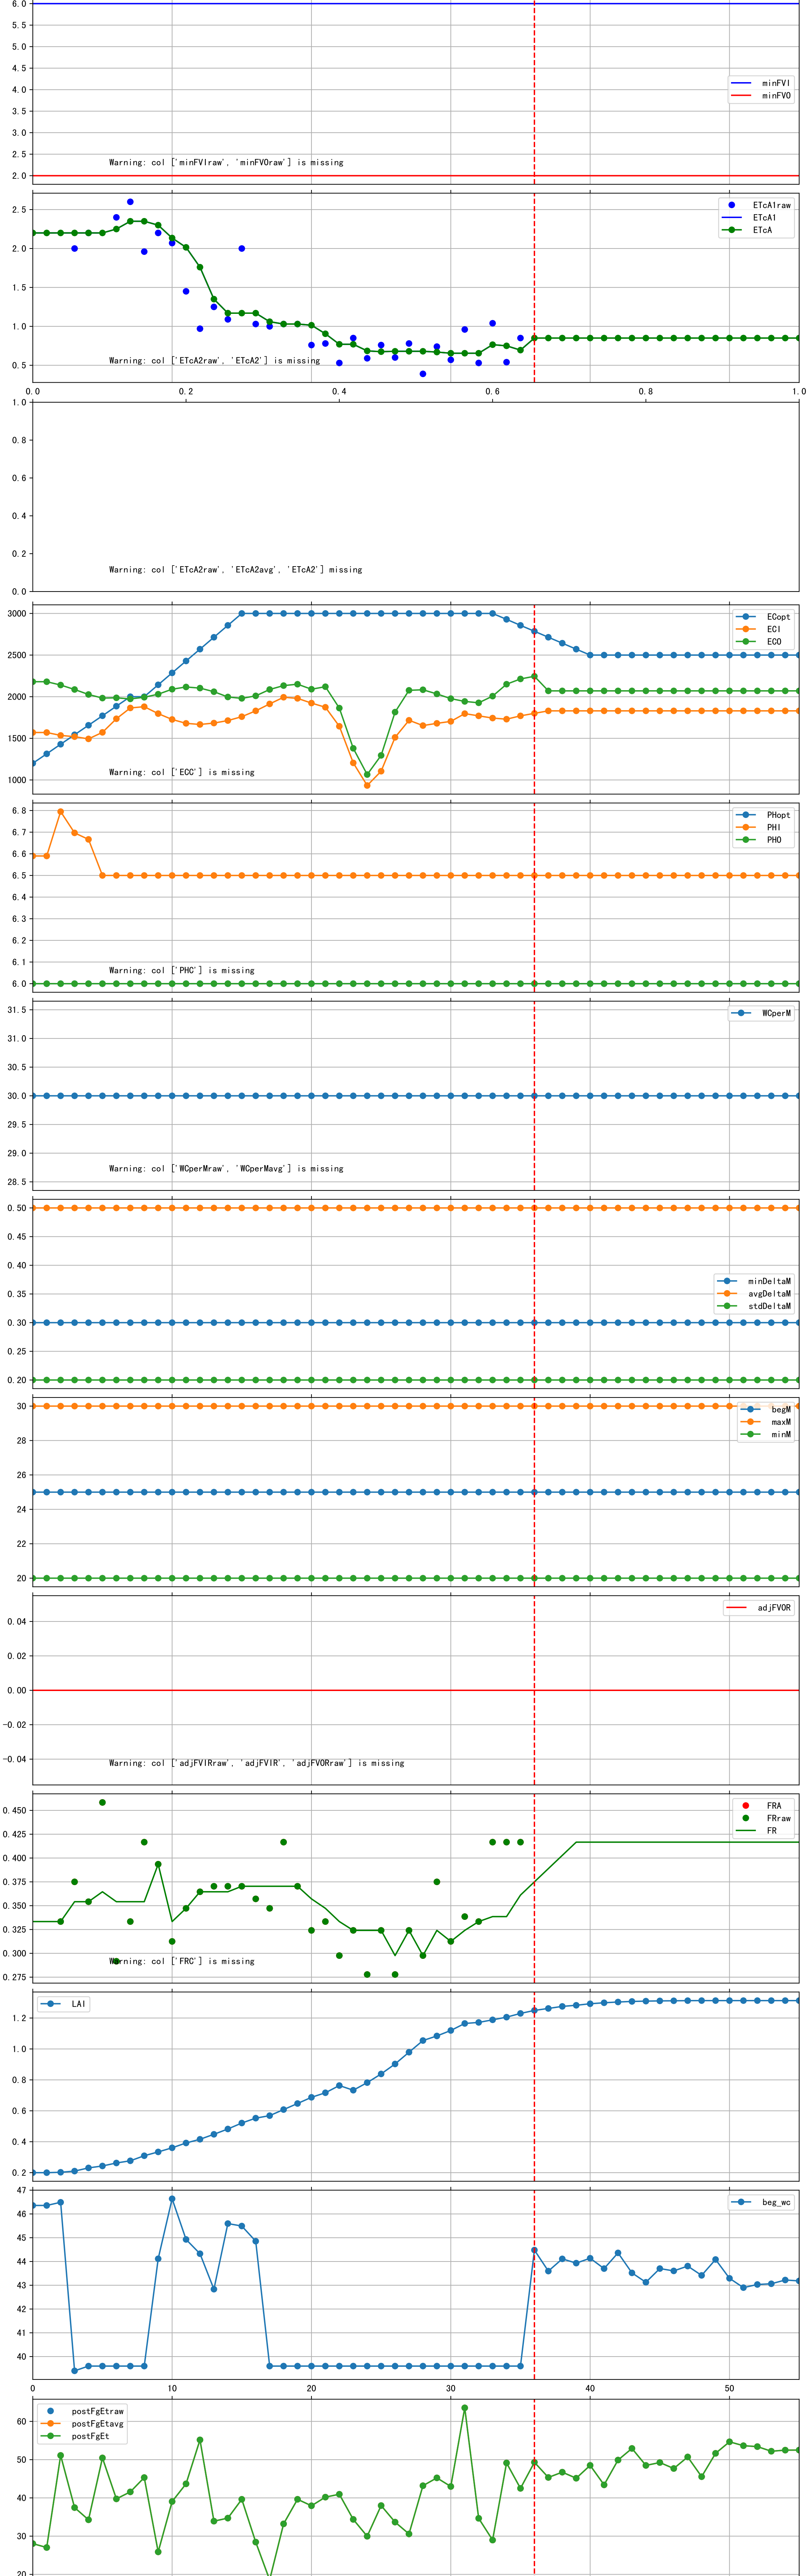 6.0
5.5
5.0
4.5
4.0
3.5
3.0
2.5
2.0
minFVI
minFVO
Warning: col ['minFVIraw', 'minFVOraw'] is missing
2.5
2.0
1.5
1.0
0.5
ETcA1raw
ETcA1
ETcA
Warning: col ['ETcA2raw', 'ETcA2'] is missing
0.0 0.2 0.4 0.6 0.8 1.0
1.0
0.8
0.6
0.4
0.2
0.0
Warning: col ['ETcA2raw', 'ETcA2avg', 'ETcA2'] missing
3000
2500
2000
1500
1000
ECopt
ECI
ECO
Warning: col ['ECC'] is missing
6.8
6.7
6.6
6.5
6.4
6.3
6.2
6.1
6.0
PHopt
PHI
PHO
Warning: col ['PHC'] is missing
31.5
31.0
30.5
30.0
29.5
29.0
28.5
WCperM
Warning: col ['WCperMraw', 'WCperMavg'] is missing
0.50
0.45
0.40
0.35
0.30
0.25
0.20
minDeltaM
avgDeltaM
stdDeltaM
30
28
26
24
22
20
begM
maxM
minM
0.04
0.02
0.00
-0.02
-0.04
adjFVOR
Warning: col ['adjFVIRraw', 'adjFVIR', 'adjFVORraw'] is missing
0.450
0.425
0.400
0.375
0.350
0.325
0.300
0.275
FRA
FRraw
FR
Warning: col ['FRC'] is missing
1.2
1.0
0.8
0.6
0.4
0.2
LAI
47
46
45
44
43
42
41
40
beg_wc
0 10 20 30 40 50
60
50
40
30
20
postFgEtraw
postFgEtavg
postFgEt